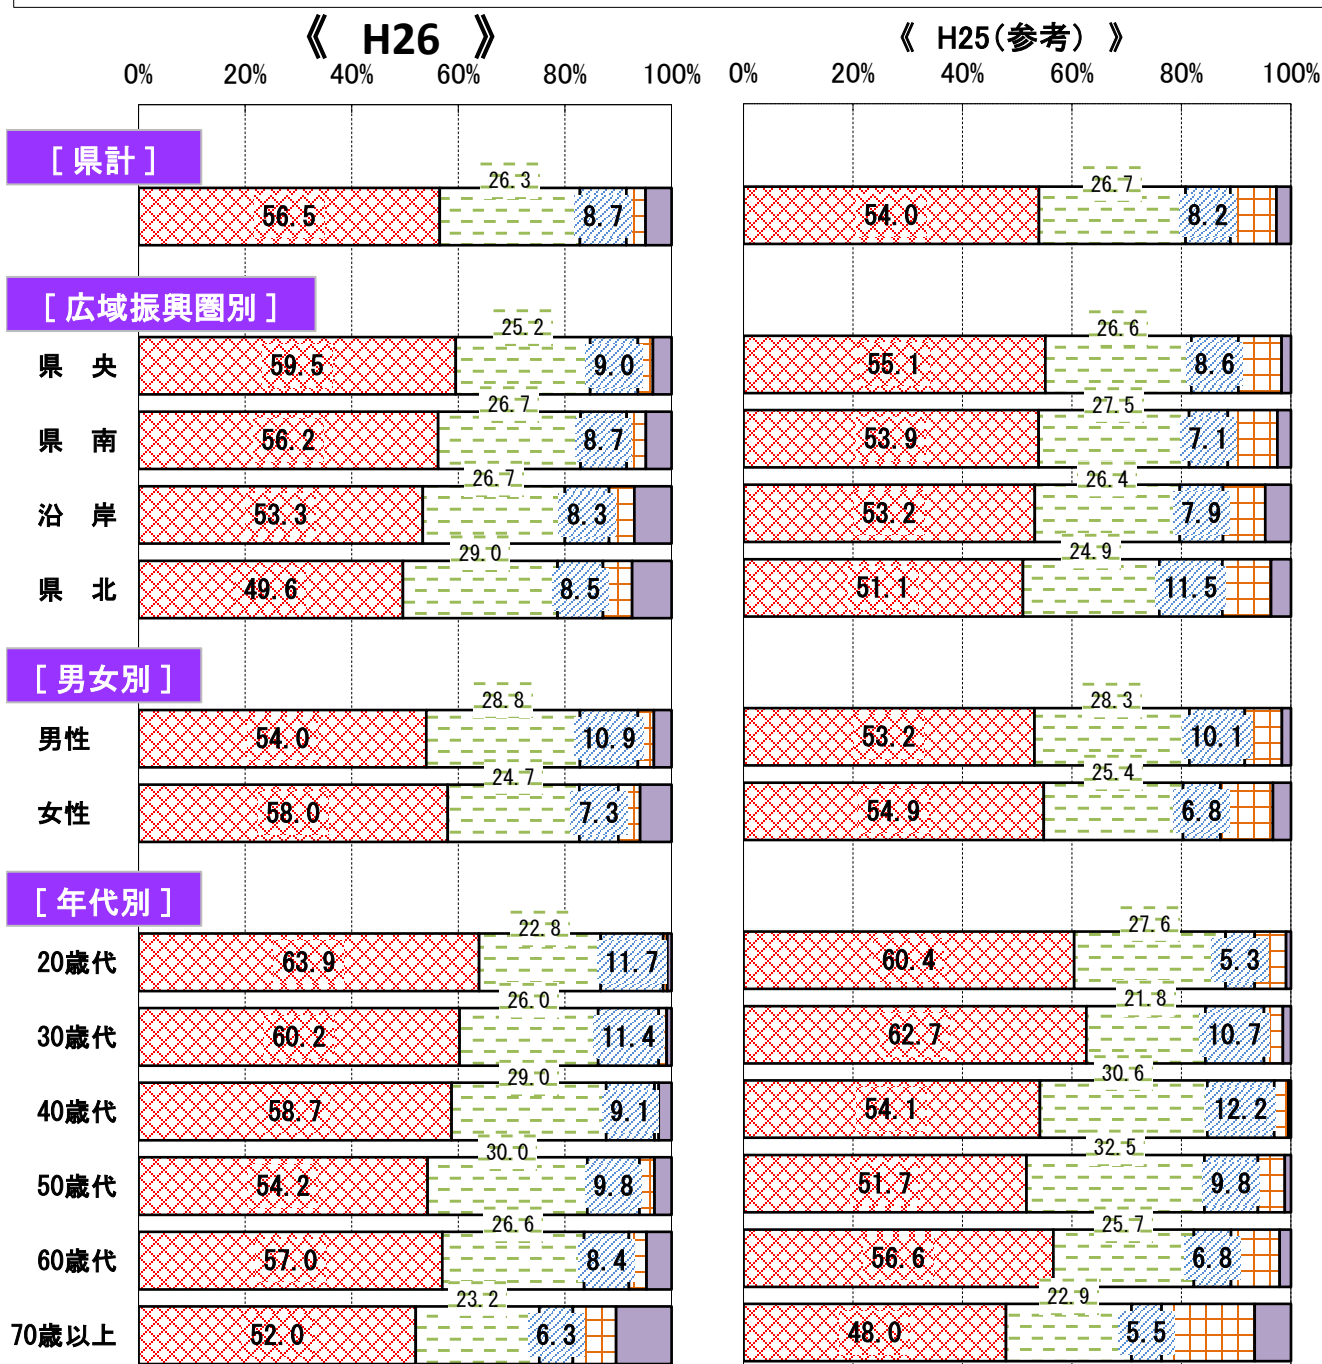 《 H26 》
《 H25(参考) 》
0% 20% 40% 60% 80% 100%
0% 20% 40% 60% 80% 100%
[ 県計 ]
56.5 26.3 8.7
54.0 26.7 8.2
[ 広域振興圏別 ]
県 央 59.5 25.2 9.0
55.1 26.6 8.6
県 南 56.2 26.7 8.7
53.9 27.5 7.1
沿 岸 53.3 26.7 8.3
53.2 26.4 7.9
県 北 49.6 29.0 8.5
51.1 24.9 11.5
[ 男女別 ]
男性 54.0 28.8 10.9
53.2 28.3 10.1
女性 58.0 24.7 7.3
54.9 25.4 6.8
[ 年代別 ]
20歳代 63.9 22.8 11.7
60.4 27.6 5.3
30歳代 60.2 26.0 11.4
62.7 21.8 10.7
40歳代 58.7 29.0 9.1
54.1 30.6 12.2
50歳代 54.2 30.0 9.8
51.7 32.5 9.8
60歳代 57.0 26.6 8.4
56.6 25.7 6.8
70歳以上 52.0 23.2 6.3
48.0 22.9 5.5